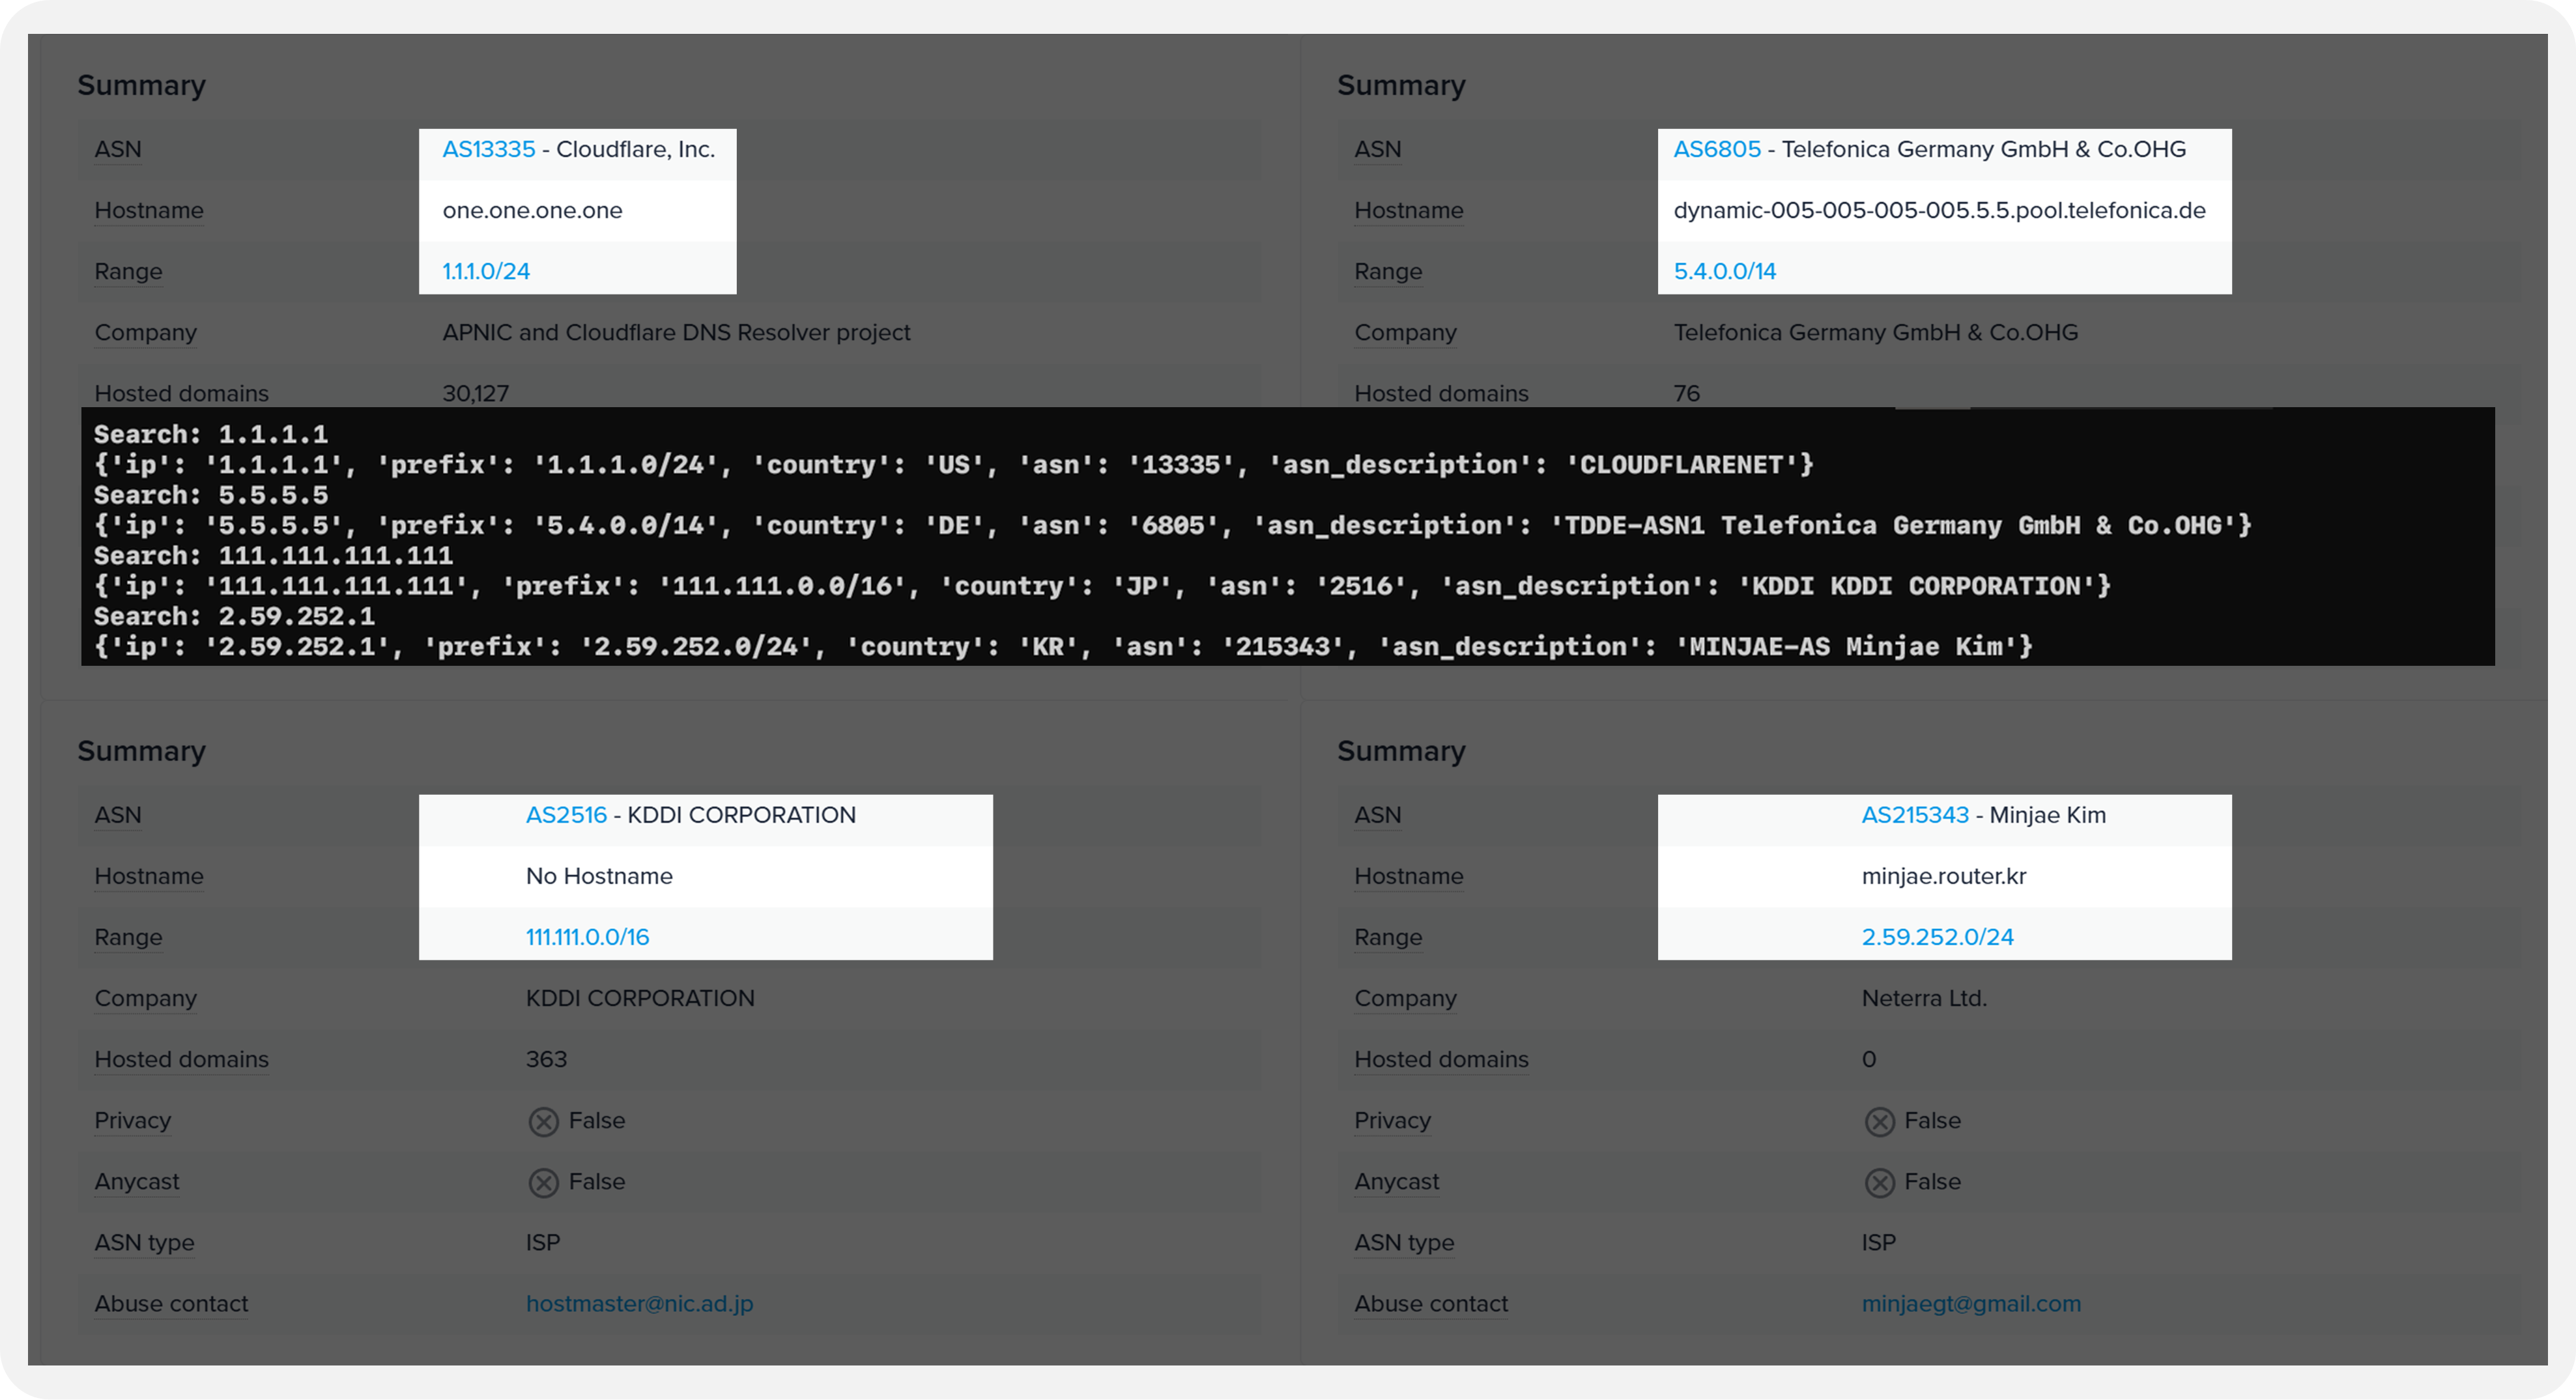 Summary
ASN AS13335 - Cloudflare, Inc.
Hostname one.one.one.one
Range 1.1.1.0/24
Company APNIC and Cloudflare DNS Resolver project
Hosted domains 30,127
Summary
ASN AS6805 - Telefonica Germany GmbH & Co.OHG
Hostname dynamic-005-005-005-005.5.5.pool.telefonica.de
Range 5.4.0.0/14
Company Telefonica Germany GmbH & Co.OHG
Hosted domains 76
Search: 1.1.1.1
{'ip': '1.1.1.1', 'prefix': '1.1.1.0/24', 'country': 'US', 'asn': '13335', 'asn_description': 'CLOUDFLARENET'}
Search: 5.5.5.5
{'ip': '5.5.5.5', 'prefix': '5.4.0.0/14', 'country': 'DE', 'asn': '6805', 'asn_description': 'TDDE-ASN1 Telefonica Germany GmbH & Co.OHG'}
Search: 111.111.111.111
{'ip': '111.111.111.111', 'prefix': '111.111.0.0/16', 'country': 'JP', 'asn': '2516', 'asn_description': 'KDDI KDDI CORPORATION'}
Search: 2.59.252.1
{'ip': '2.59.252.1', 'prefix': '2.59.252.0/24', 'country': 'KR', 'asn': '215343', 'asn_description': 'MINJAE-AS Minjae Kim'}
Summary
ASN AS2516 - KDDI CORPORATION
Hostname No Hostname
Range 111.111.0.0/16
Company KDDI CORPORATION
Hosted domains 363
Privacy False
Anycast False
ASN type ISP
Abuse contact hostmaster@nic.ad.jp
Summary
ASN AS215343 - Minjae Kim
Hostname minjae.router.kr
Range 2.59.252.0/24
Company Neterra Ltd.
Hosted domains 0
Privacy False
Anycast False
ASN type ISP
Abuse contact minjaegt@gmail.com